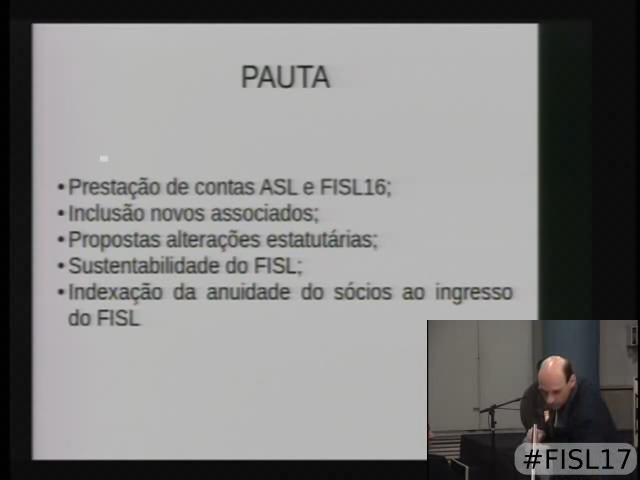 PAUTA
• Prestação de contas ASL e FISL16;
• Inclusão novos associados;
• Propostas alterações estatutárias;
• Sustentabilidade do FISL;
• Indexação da anuidade do sócios ao ingresso
do FISL
#FISL17